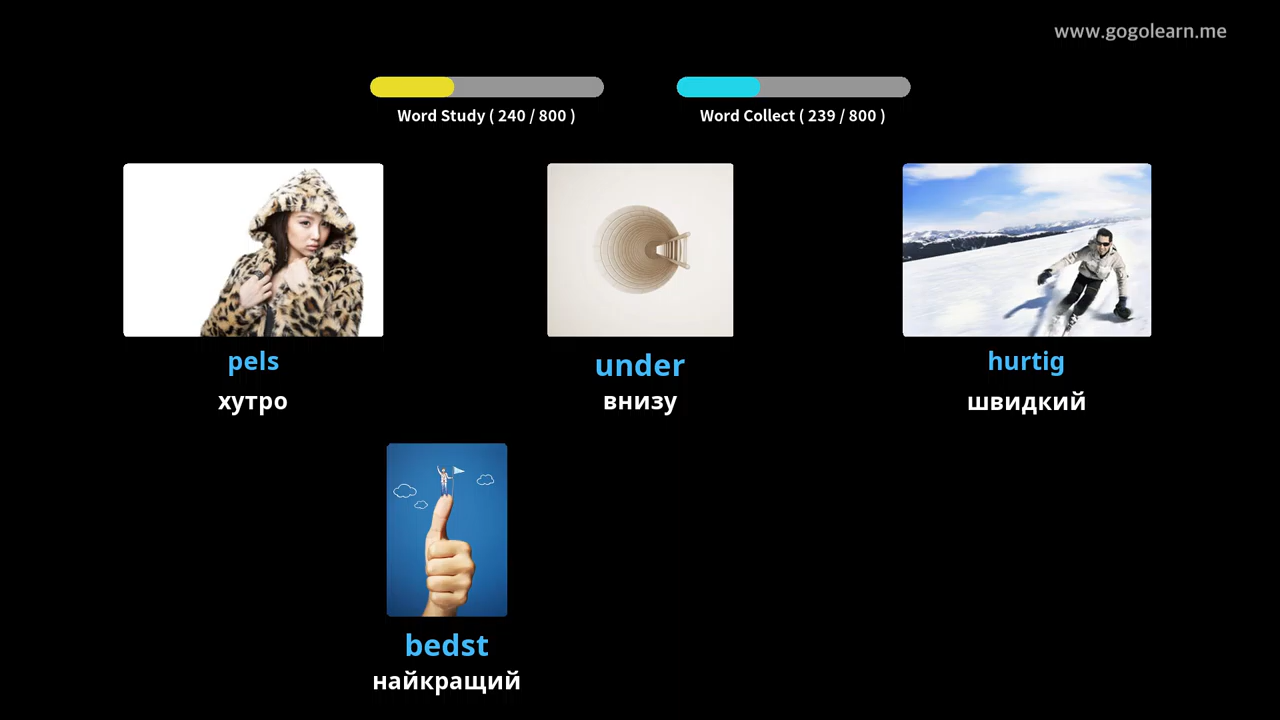 www.gogolearn.me
Word Study ( 240 / 800 )
Word Collect ( 239 / 800 )
pels
under
hurtig
хутро
внизу
швидкий
bedst
найкращий